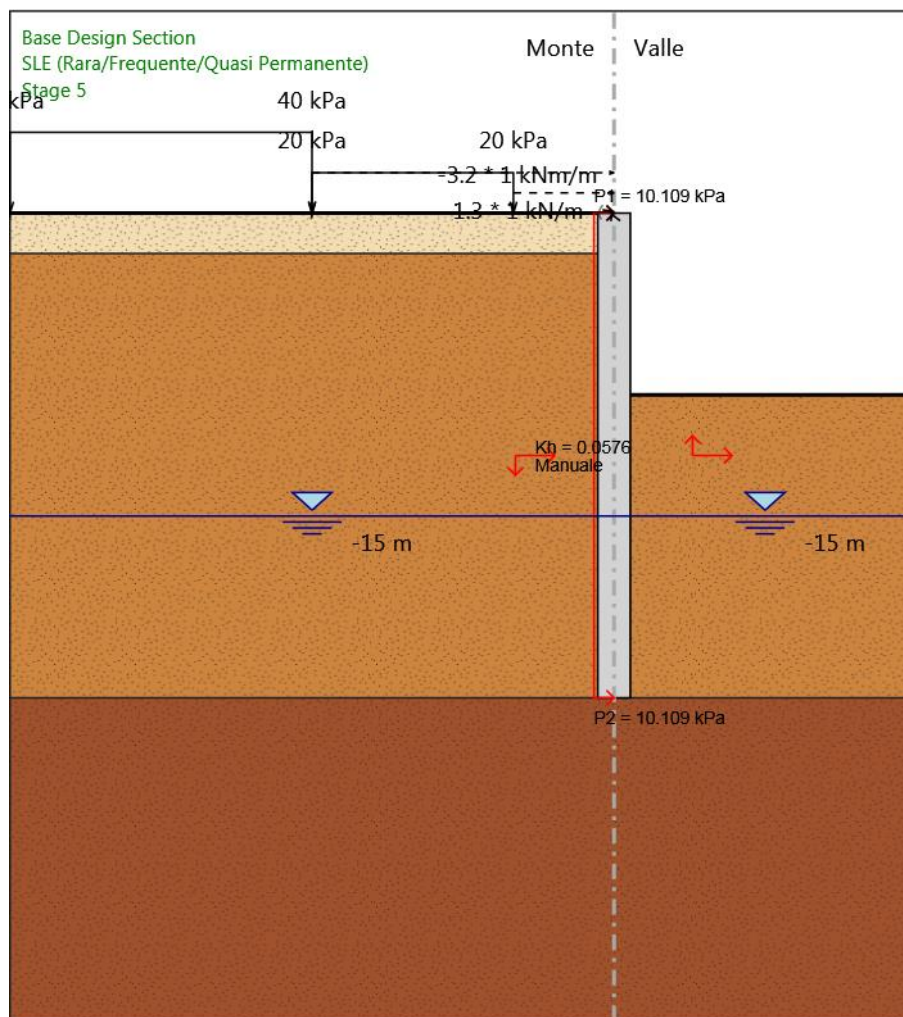 Base Design Section
SLE (Rara/Frequente/Quasi Permanente)
Stage 5
Monte
Valle
kPa
40 kPa
20 kPa
20 kPa
-3.2 * 1 kNm/m
P1 = 10.109 kPa
1.3 * 1 kN/m
Kh = 0.0576
Manuale
-15 m
-15 m
P2 = 10.109 kPa